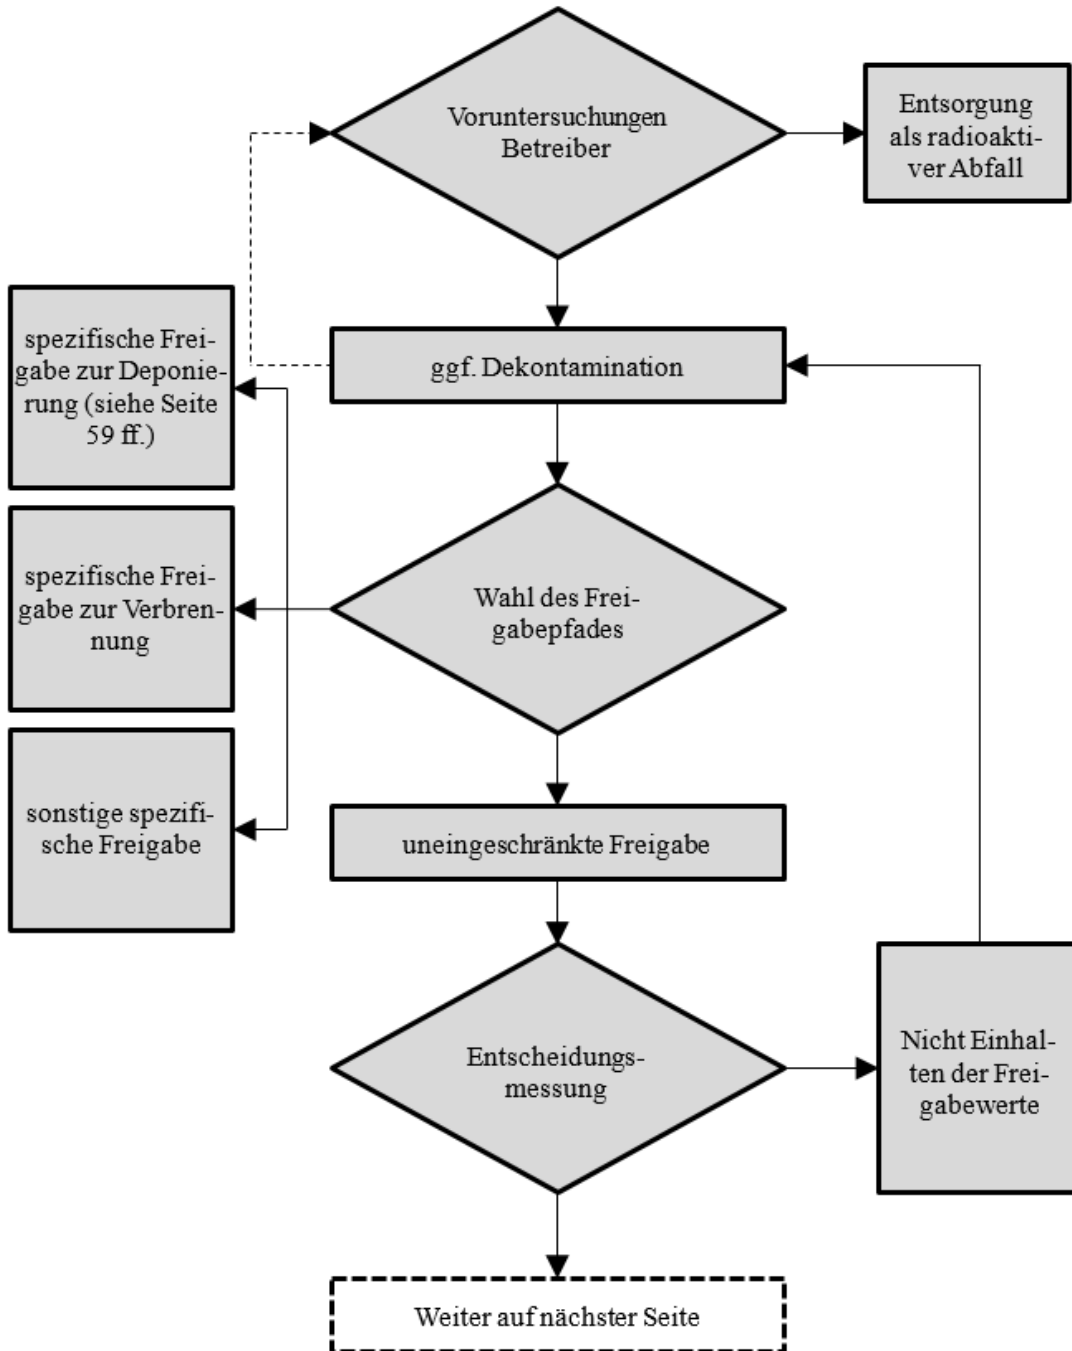 Voruntersuchungen
Betreiber
Entsorgung
als radioakti-
ver Abfall
spezifische Frei-
gabe zur Deponie-
rung (siehe Seite
59 ff.)
ggf. Dekontamination
spezifische Frei-
gabe zur Verbren-
nung
Wahl des Frei-
gabepfades
sonstige spezifi-
sche Freigabe
uneingeschränkte Freigabe
Entscheidungs-
messung
Nicht Einhal-
ten der Frei-
gabewerte
Weiter auf nächster Seite